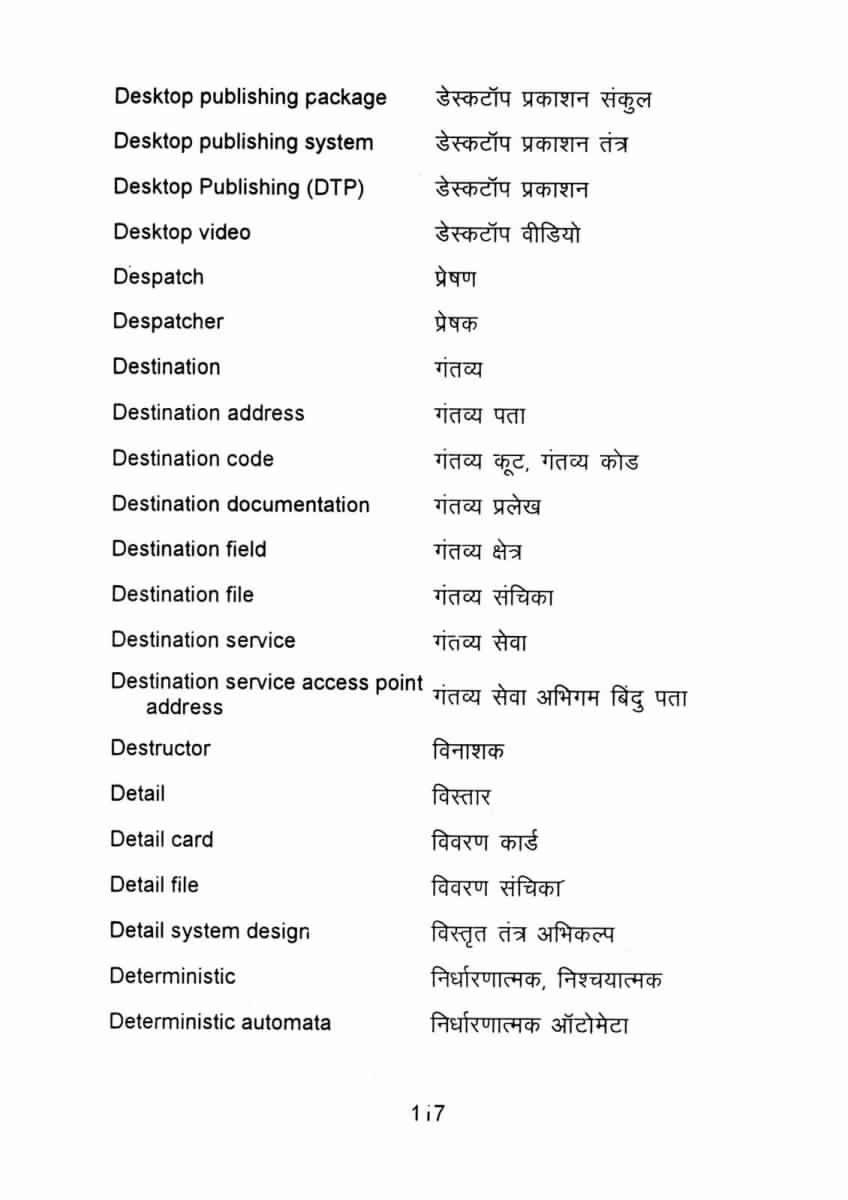 Desktop publishing package डेस्कटॉप प्रकाशन संकुल
Desktop publishing system डेस्कटॉप प्रकाशन तंत्र
Desktop Publishing (DTP) डेस्कटॉप प्रकाशन
Desktop video डेस्कटॉप वीडियो
Despatch प्रेषण
Despatcher प्रेषक
Destination गंतव्य
Destination address गंतव्य पता
Destination code गंतव्य कूट, गंतव्य कोड
Destination documentation गंतव्य प्रलेख
Destination field गंतव्य क्षेत्र
Destination file गंतव्य संचिका
Destination service गंतव्य सेवा
Destination service access point गंतव्य सेवा अभिगम बिंदु पता
address
Destructor विनाशक
Detail विस्तार
Detail card विवरण कार्ड
Detail file विवरण संचिका
Detail system design विस्तृत तंत्र अभिकल्प
Deterministic निर्धारणात्मक, निश्चयात्मक
Deterministic automata निर्धारणात्मक ऑटोमेटा
117